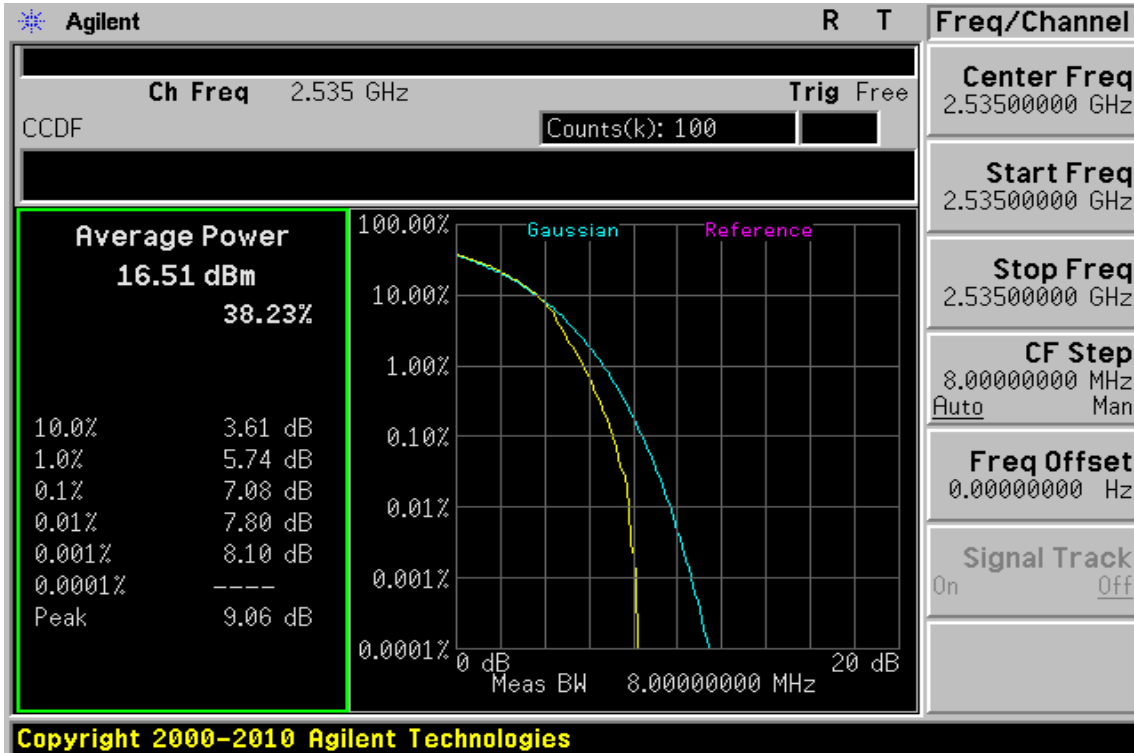 Agilent R T
Ch Freq 2.535 GHz Trig Free
CCDF Counts(k): 100
Average Power
16.51 dBm
38.23%
10.0% 3.61 dB
1.0% 5.74 dB
0.1% 7.08 dB
0.01% 7.80 dB
0.001% 8.10 dB
0.0001% ----
Peak 9.06 dB
Gaussian Reference
100.00%
10.00%
1.00%
0.10%
0.01%
0.001%
0.0001%
0 dB 20 dB
Meas BW 8.00000000 MHz
Freq/Channel
Center Freq
2.53500000 GHz
Start Freq
2.53500000 GHz
Stop Freq
2.53500000 GHz
CF Step
8.00000000 MHz
Auto Man
Freq Offset
0.00000000 Hz
Signal Track
On Off
Copyright 2000-2010 Agilent Technologies